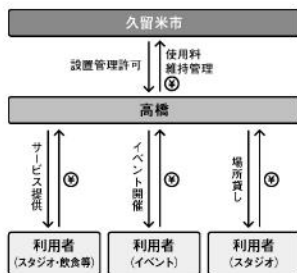 久留米市
設置管理許可
使用料
維持管理
¥
高橋
サービス提供
¥
イベント開催
¥
場所貸し
¥
利用者
(スタジオ・飲食等)
利用者
(イベント)
利用者
(スタジオ)